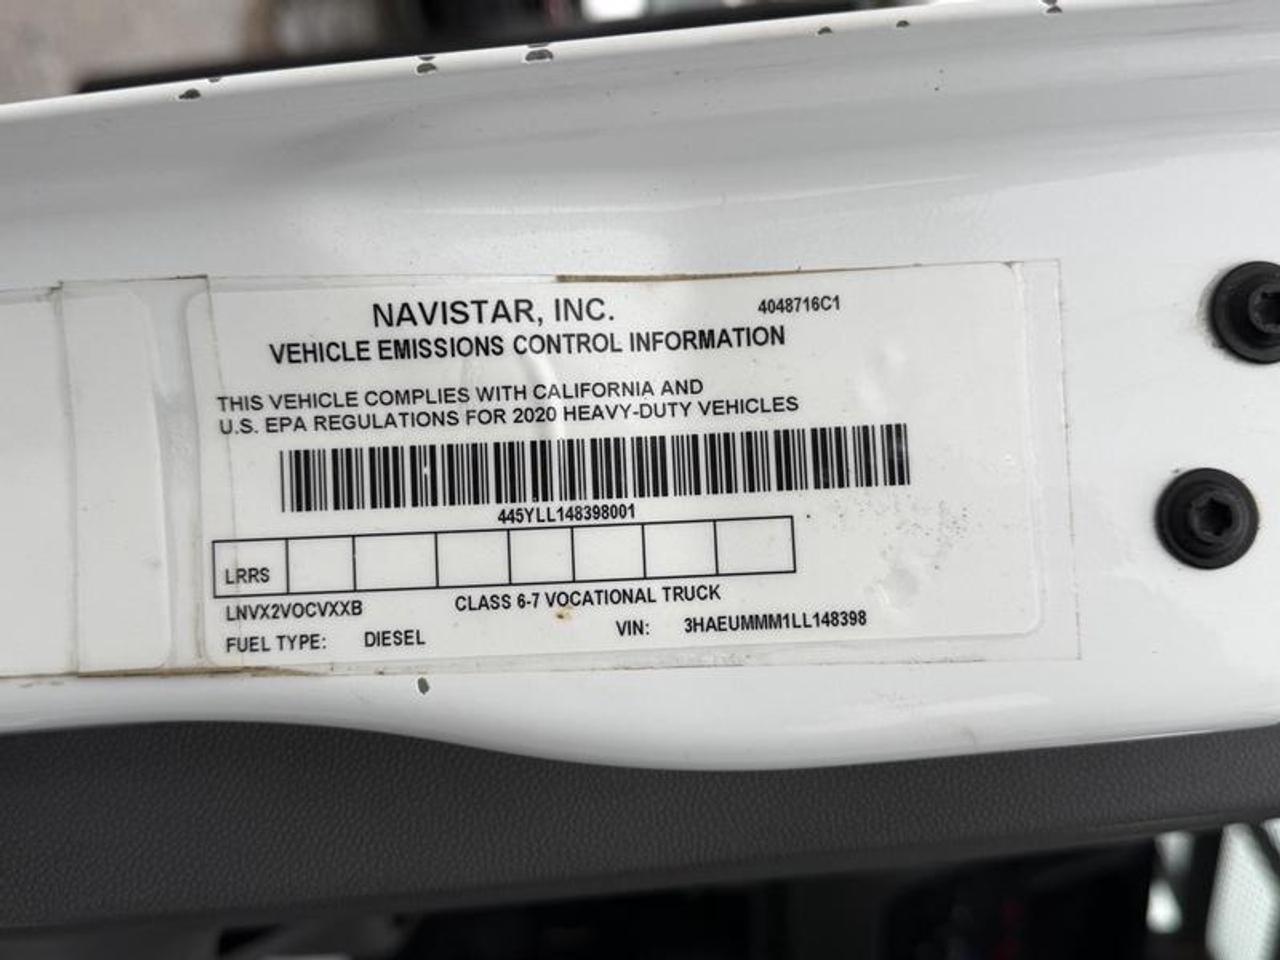 NAVISTAR, INC.
4048716C1
VEHICLE EMISSIONS CONTROL INFORMATION
THIS VEHICLE COMPLIES WITH CALIFORNIA AND
U.S. EPA REGULATIONS FOR 2020 HEAVY-DUTY VEHICLES
445YLL148398001
LRRS
LNVX2VOCVXXB CLASS 6-7 VOCATIONAL TRUCK
FUEL TYPE: DIESEL VIN: 3HAEUMMM1LL148398